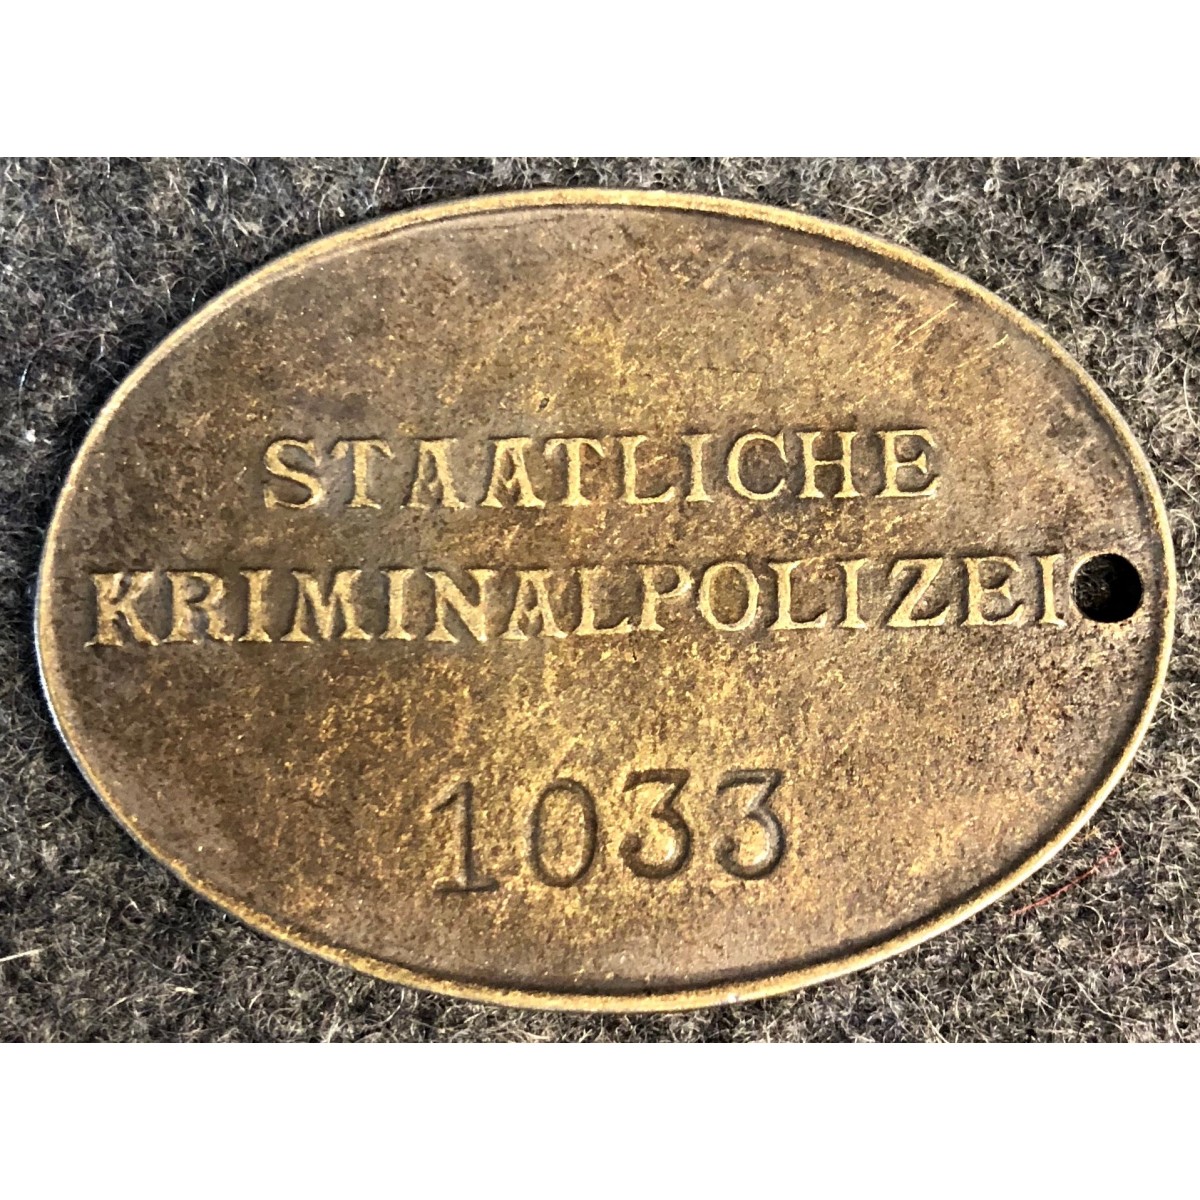 STAATLICHE
KRIMINALPOLIZEI
1033